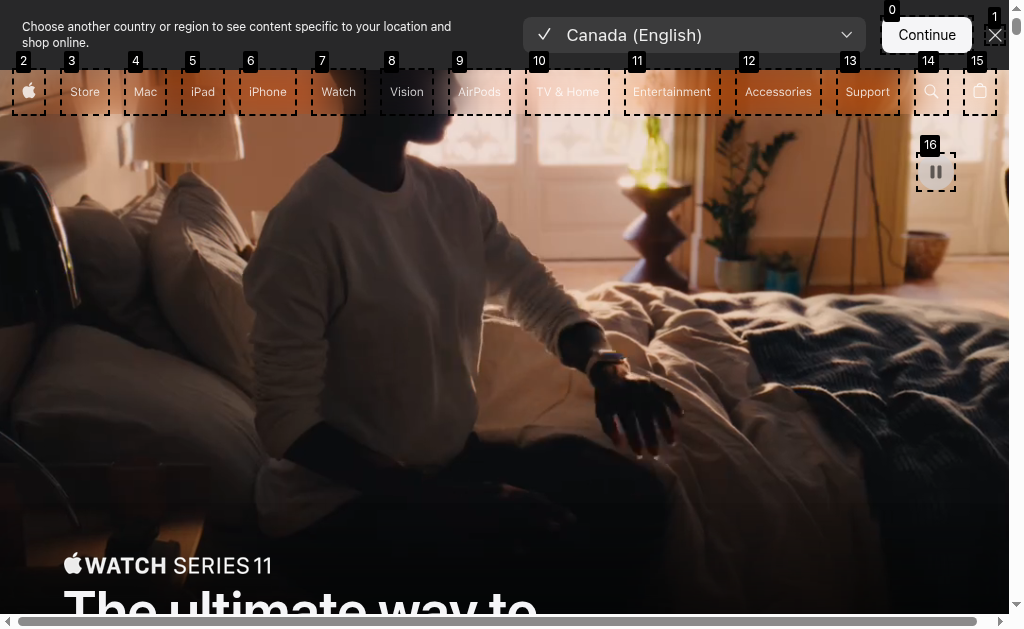 Choose another country or region to see content specific to your location and
shop online.
Canada (English)
0
Continue
1
2 3 4 5 6 7 8 9 10 11 12 13 14 15
Store Mac iPad iPhone Watch Vision AirPods TV & Home Entertainment Accessories Support
16
WATCH SERIES 11
The ultimate way to